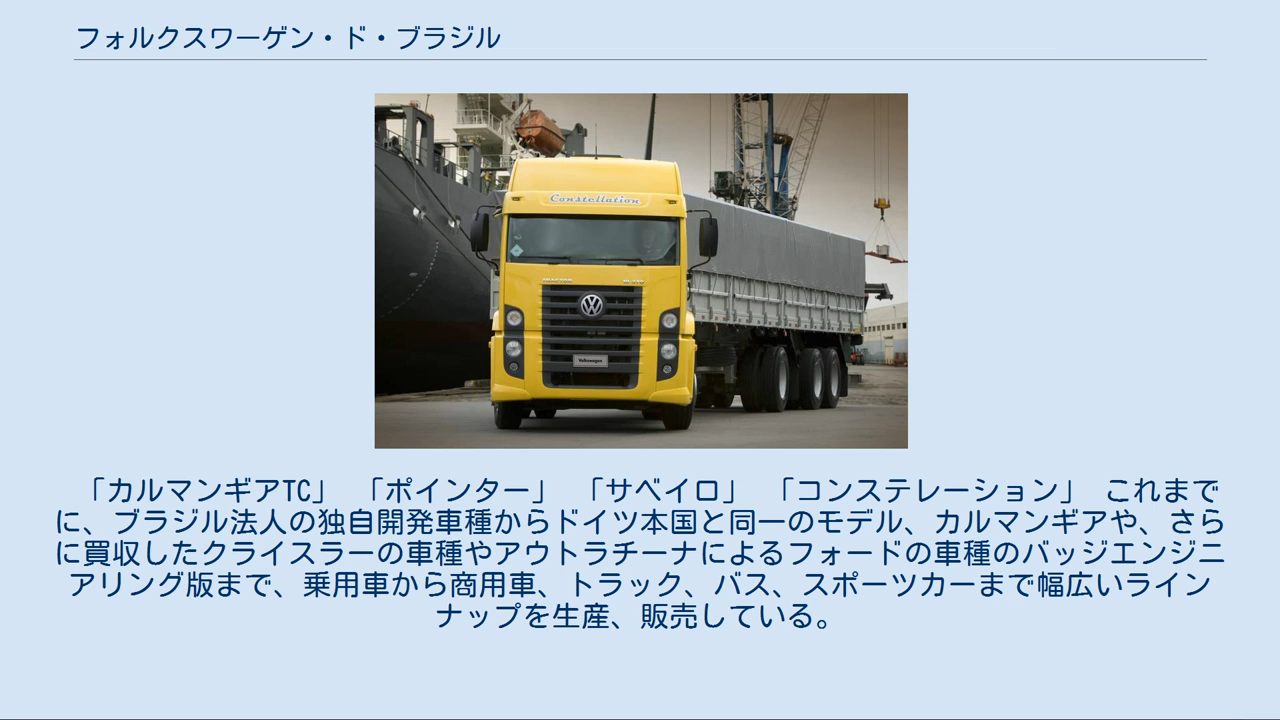 フォルクスワーゲン・ド・ブラジル
Constellation
Volkswagen
「カルマンギアTC」 「ポインター」 「サベイロ」 「コンステレーション」 これまで
に、ブラジル法人の独自開発車種からドイツ本国と同一のモデル、カルマンギアや、さら
に買収したクライスラーの車種やアウトラチーナによるフォードの車種のバッジエンジニ
アリング版まで、乗用車から商用車、トラック、バス、スポーツカーまで幅広いライン
ナップを生産、販売している。